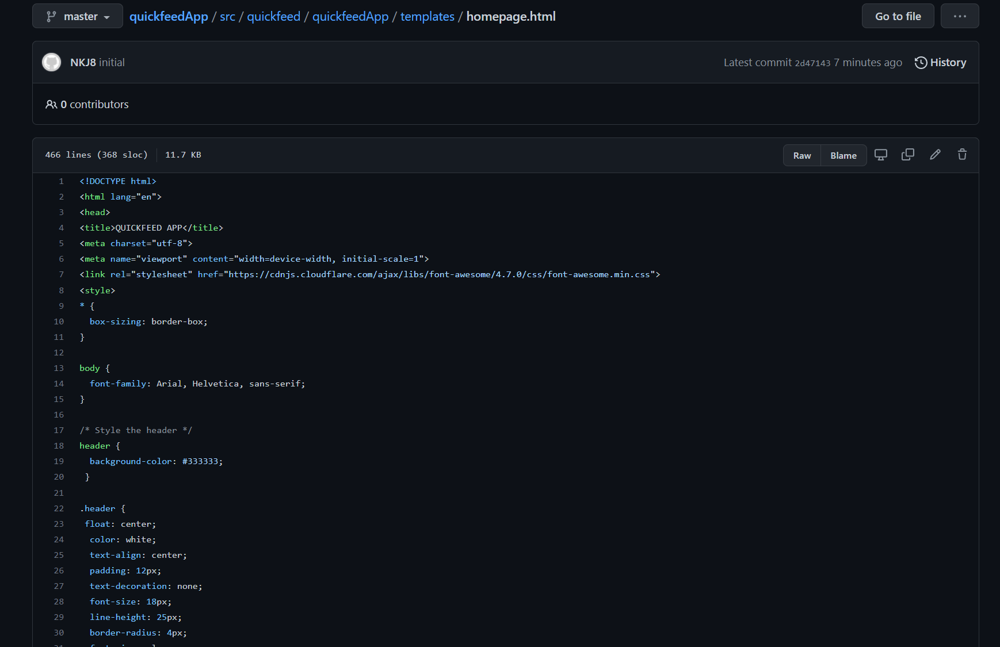 master quickfeedApp / src / quickfeed / quickfeedApp / templates / homepage.html Go to file ...
NKJ8 initial Latest commit 2d47143 7 minutes ago History
0 contributors
466 lines (368 sloc) 11.7 KB Raw Blame
1 <!DOCTYPE html>
2 <html lang="en">
3 <head>
4 <title>QUICKFEED APP</title>
5 <meta charset="utf-8">
6 <meta name="viewport" content="width=device-width, initial-scale=1">
7 <link rel="stylesheet" href="https://cdnjs.cloudflare.com/ajax/libs/font-awesome/4.7.0/css/font-awesome.min.css">
8 <style>
9 * {
10   box-sizing: border-box;
11 }
12
13 body {
14   font-family: Arial, Helvetica, sans-serif;
15 }
16
17 /* Style the header */
18 header {
19   background-color: #333333;
20  }
21
22 .header {
23  float: center;
24   color: white;
25   text-align: center;
26   padding: 12px;
27   text-decoration: none;
28   font-size: 18px;
29   line-height: 25px;
30   border-radius: 4px;